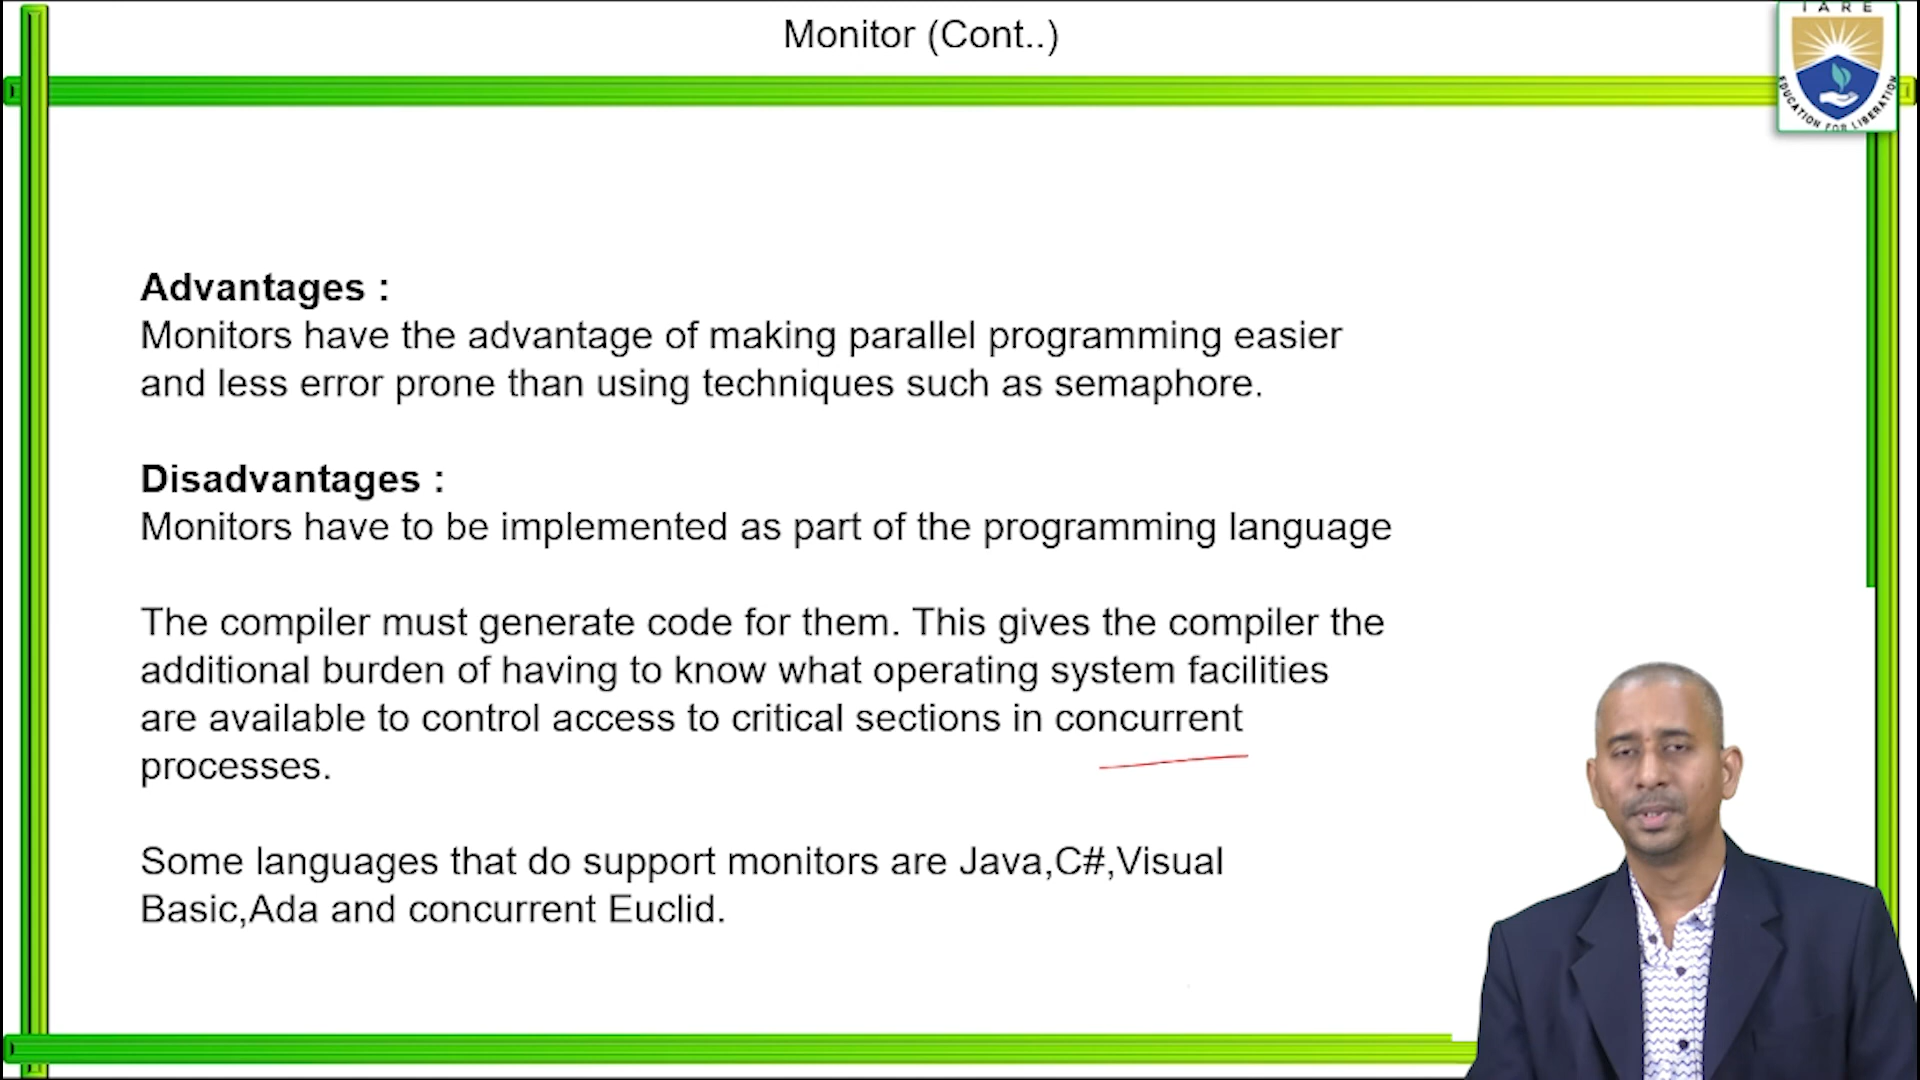 Monitor (Cont..)
IARE
EDUCATION FOR LIBERATION
Advantages :
Monitors have the advantage of making parallel programming easier
and less error prone than using techniques such as semaphore.
Disadvantages :
Monitors have to be implemented as part of the programming language
The compiler must generate code for them. This gives the compiler the
additional burden of having to know what operating system facilities
are available to control access to critical sections in concurrent
processes.
Some languages that do support monitors are Java,C#,Visual
Basic,Ada and concurrent Euclid.